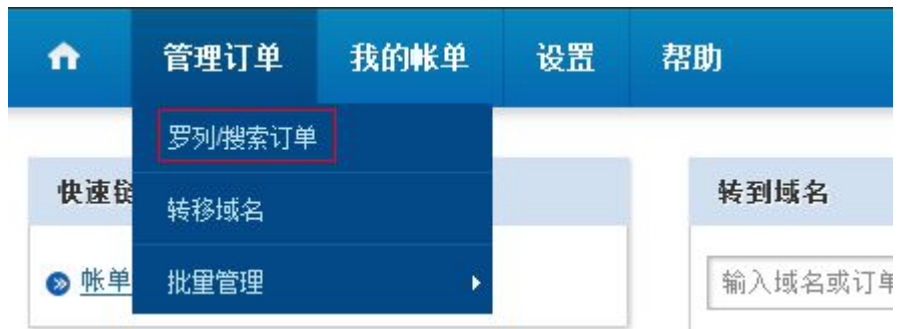 管理订单 我的帐单 设置 帮助
罗列/搜索订单
快速链 转到域名
转移域名
帐单 批量管理 输入域名或订单